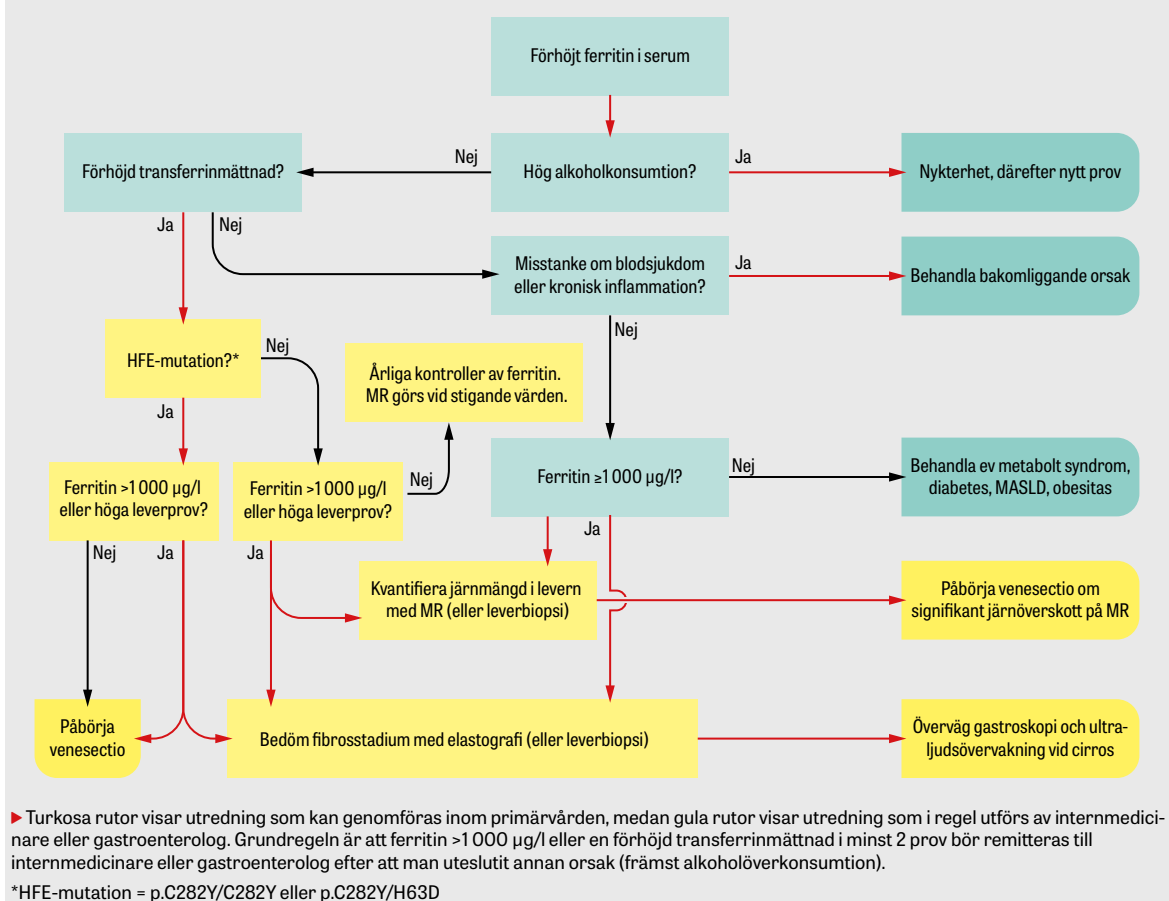 Förhöjt ferritin i serum
Förhöjd transferrinmättnad?
Nej
Hög alkoholkonsumtion?
Ja
Nykterhet, därefter nytt prov
Ja
Nej
Misstanke om blodsjukdom
eller kronisk inflammation?
Ja
Behandla bakomliggande orsak
Nej
HFE-mutation?*
Nej
Årliga kontroller av ferritin.
MR görs vid stigande värden.
Ja
Ferritin >1 000 µg/l
eller höga leverprov?
Ferritin >1 000 µg/l
eller höga leverprov?
Nej
Ferritin ≥1 000 µg/l?
Nej
Behandla ev metabolt syndrom,
diabetes, MASLD, obesitas
Nej
Ja
Ja
Ja
Kvantifiera järnmängd i levern
med MR (eller leverbiopsi)
Påbörja venesectio om
signifikant järnöverskott på MR
Påbörja
venesectio
Bedöm fibrosstadium med elastografi (eller leverbiopsi)
Överväg gastroskopi och ultra-
ljudsövervakning vid cirros
▶ Turkosa rutor visar utredning som kan genomföras inom primärvården, medan gula rutor visar utredning som i regel utförs av internmedici-
nare eller gastroenterolog. Grundregeln är att ferritin >1 000 µg/l eller en förhöjd transferrinmättnad i minst 2 prov bör remitteras till
internmedicinare eller gastroenterolog efter att man uteslutit annan orsak (främst alkoholöverkonsumtion).
*HFE-mutation = p.C282Y/C282Y eller p.C282Y/H63D